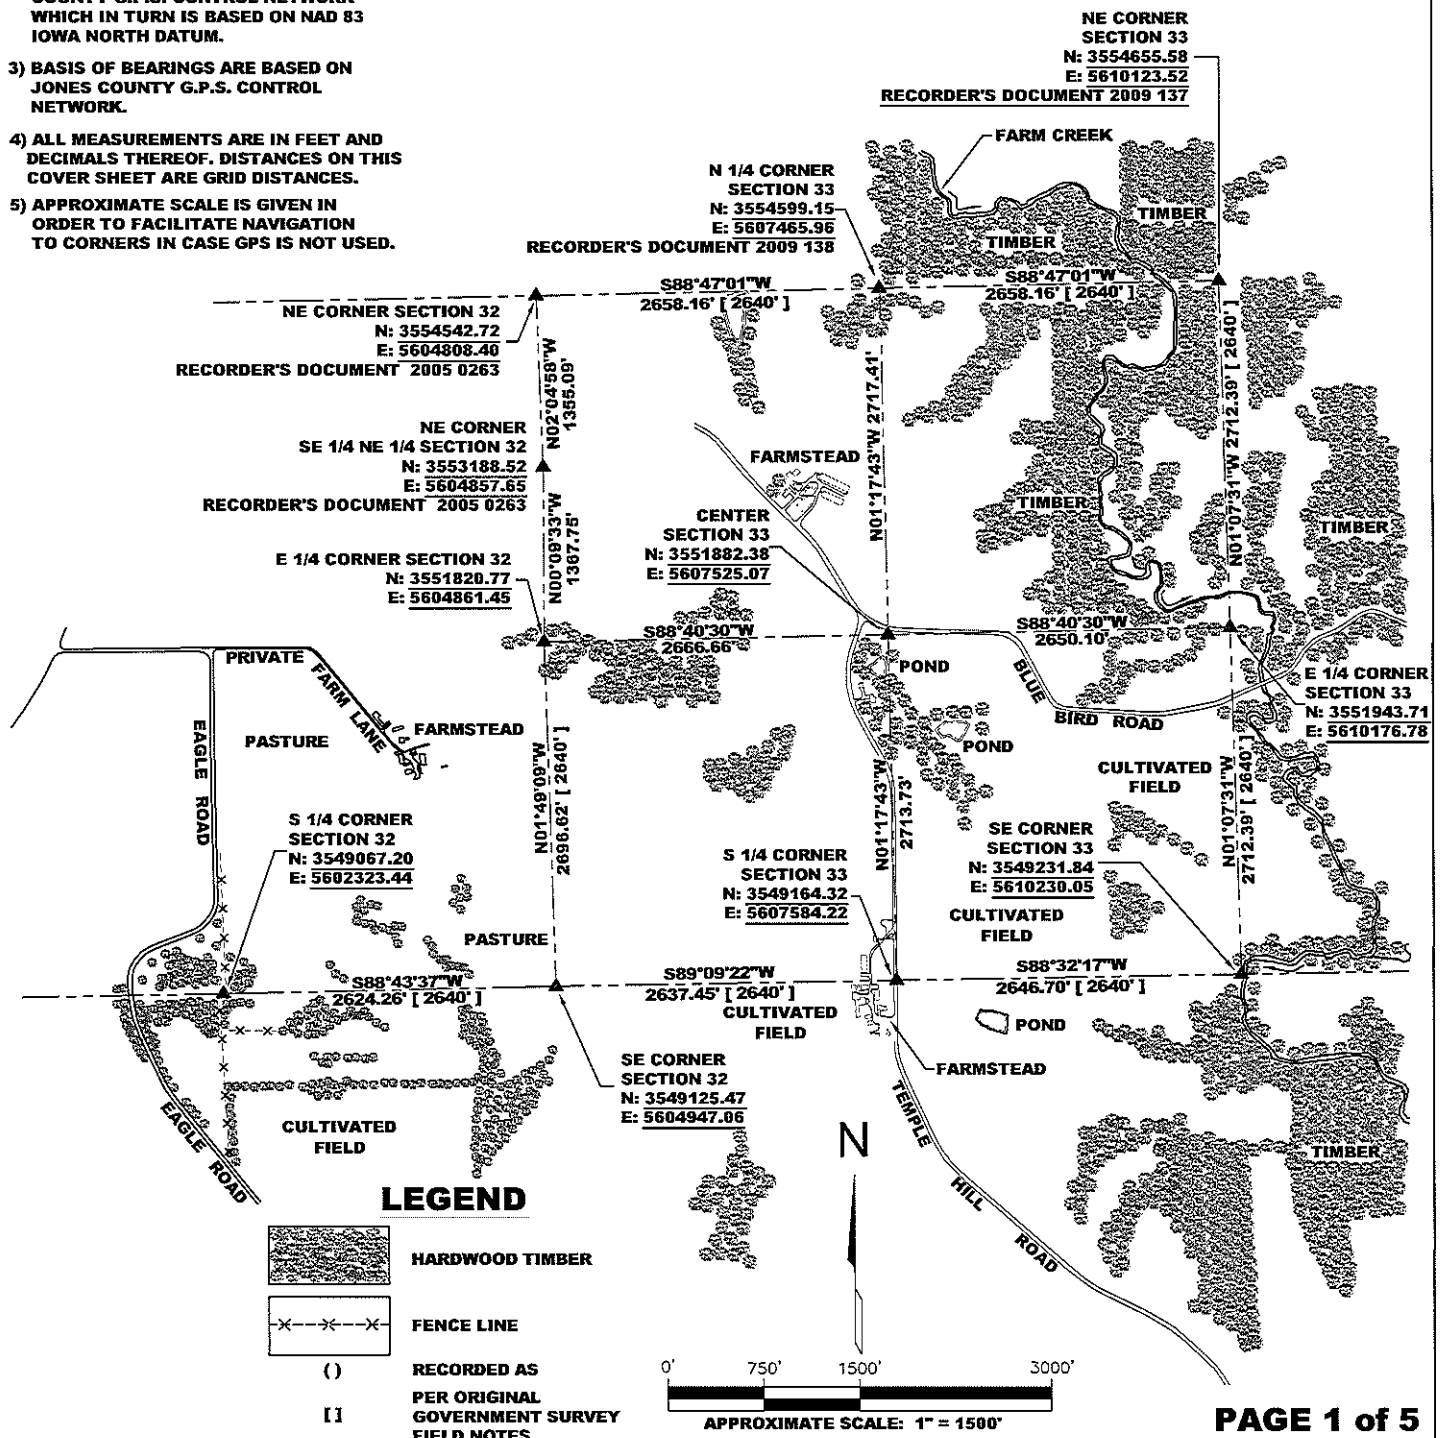 WHICH IN TURN IS BASED ON NAD 83
IOWA NORTH DATUM.
3) BASIS OF BEARINGS ARE BASED ON
JONES COUNTY G.P.S. CONTROL
NETWORK.
4) ALL MEASUREMENTS ARE IN FEET AND
DECIMALS THEREOF. DISTANCES ON THIS
COVER SHEET ARE GRID DISTANCES.
5) APPROXIMATE SCALE IS GIVEN IN
ORDER TO FACILITATE NAVIGATION
TO CORNERS IN CASE GPS IS NOT USED.
NE CORNER
SECTION 33
N: 3554655.58
E: 5610123.52
RECORDER'S DOCUMENT 2009 137
FARM CREEK
N 1/4 CORNER
SECTION 33
N: 3554599.15
E: 5607465.96
RECORDER'S DOCUMENT 2009 138
TIMBER
TIMBER
S88°47'01"W
2658.16' [ 2640' ]
S88°47'01"W
2658.16' [ 2640' ]
NE CORNER SECTION 32
N: 3554542.72
E: 5604808.40
RECORDER'S DOCUMENT 2005 0263
N02°04'58"W
1355.09'
N01°17'43"W 2717.41'
N01°07'31"W 2712.39' [ 2640' ]
NE CORNER
SE 1/4 NE 1/4 SECTION 32
N: 3553188.52
E: 5604857.65
RECORDER'S DOCUMENT 2005 0263
FARMSTEAD
TIMBER
TIMBER
CENTER
SECTION 33
N: 3551882.38
E: 5607525.07
N00°09'33"W
1367.75'
E 1/4 CORNER SECTION 32
N: 3551820.77
E: 5604861.45
S88°40'30"W
2666.66'
S88°40'30"W
2650.10'
PRIVATE FARM LANE
FARMSTEAD
PASTURE
EAGLE ROAD
POND
POND
BLUE BIRD ROAD
E 1/4 CORNER
SECTION 33
N: 3551943.71
E: 5610176.78
N01°49'09"W
2696.62' [ 2640' ]
N01°17'43"W
2713.73'
N01°07'31"W
2712.39' [ 2640' ]
CULTIVATED
FIELD
S 1/4 CORNER
SECTION 32
N: 3549067.20
E: 5602323.44
S 1/4 CORNER
SECTION 33
N: 3549164.32
E: 5607584.22
SE CORNER
SECTION 33
N: 3549231.84
E: 5610230.05
CULTIVATED
FIELD
PASTURE
S88°43'37"W
2624.26' [ 2640' ]
S89°09'22"W
2637.45' [ 2640' ]
S88°32'17"W
2646.70' [ 2640' ]
CULTIVATED
FIELD
POND
FARMSTEAD
SE CORNER
SECTION 32
N: 3549125.47
E: 5604947.06
EAGLE ROAD
CULTIVATED
FIELD
TEMPLE HILL ROAD
TIMBER
N
LEGEND
HARDWOOD TIMBER
FENCE LINE
( ) RECORDED AS
[ ] PER ORIGINAL
GOVERNMENT SURVEY
FIELD NOTES
0' 750' 1500' 3000'
APPROXIMATE SCALE: 1" = 1500'
PAGE 1 of 5